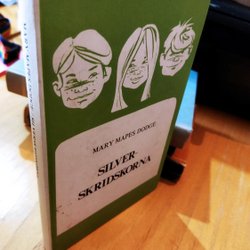 MARY MAPES DODGE
SILVER-
SKRIDSKORNA